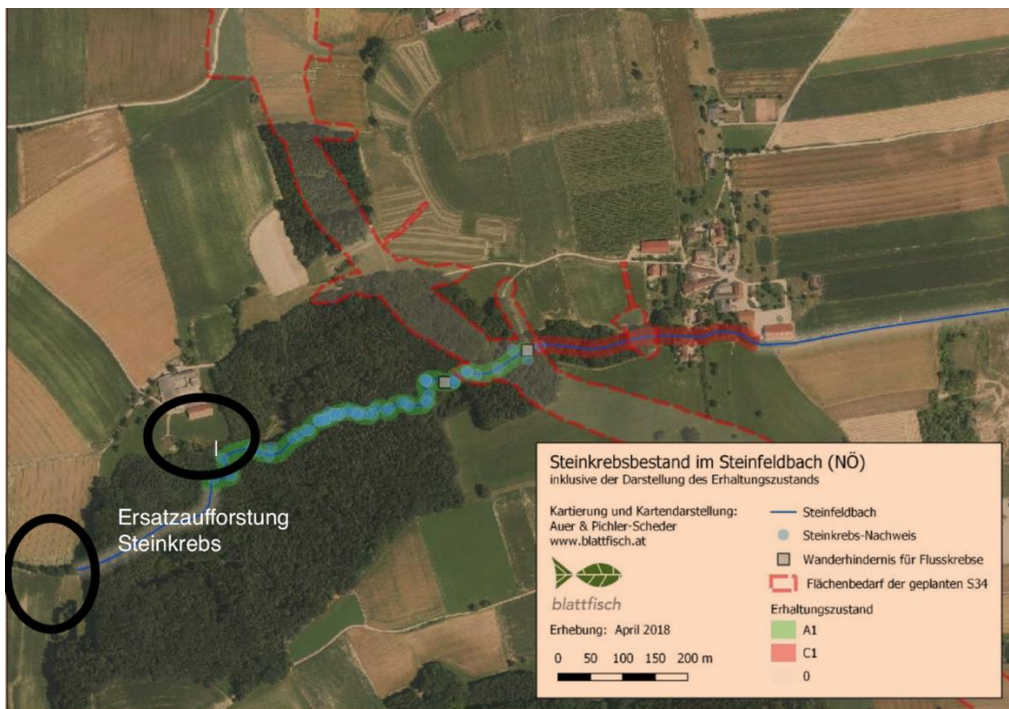 Ersatzaufforstung
Steinkrebs
Steinkrebsbestand im Steinfeldbach (NÖ)
inklusive der Darstellung des Erhaltungszustands
Kartierung und Kartendarstellung:
Auer & Pichler-Scheder
www.blattfisch.at
blattfisch
Erhebung: April 2018
0 50 100 150 200 m
Steinfeldbach
Steinkrebs-Nachweis
Wanderhindernis für Flusskrebse
Flächenbedarf der geplanten S34
Erhaltungszustand
A1
C1
0